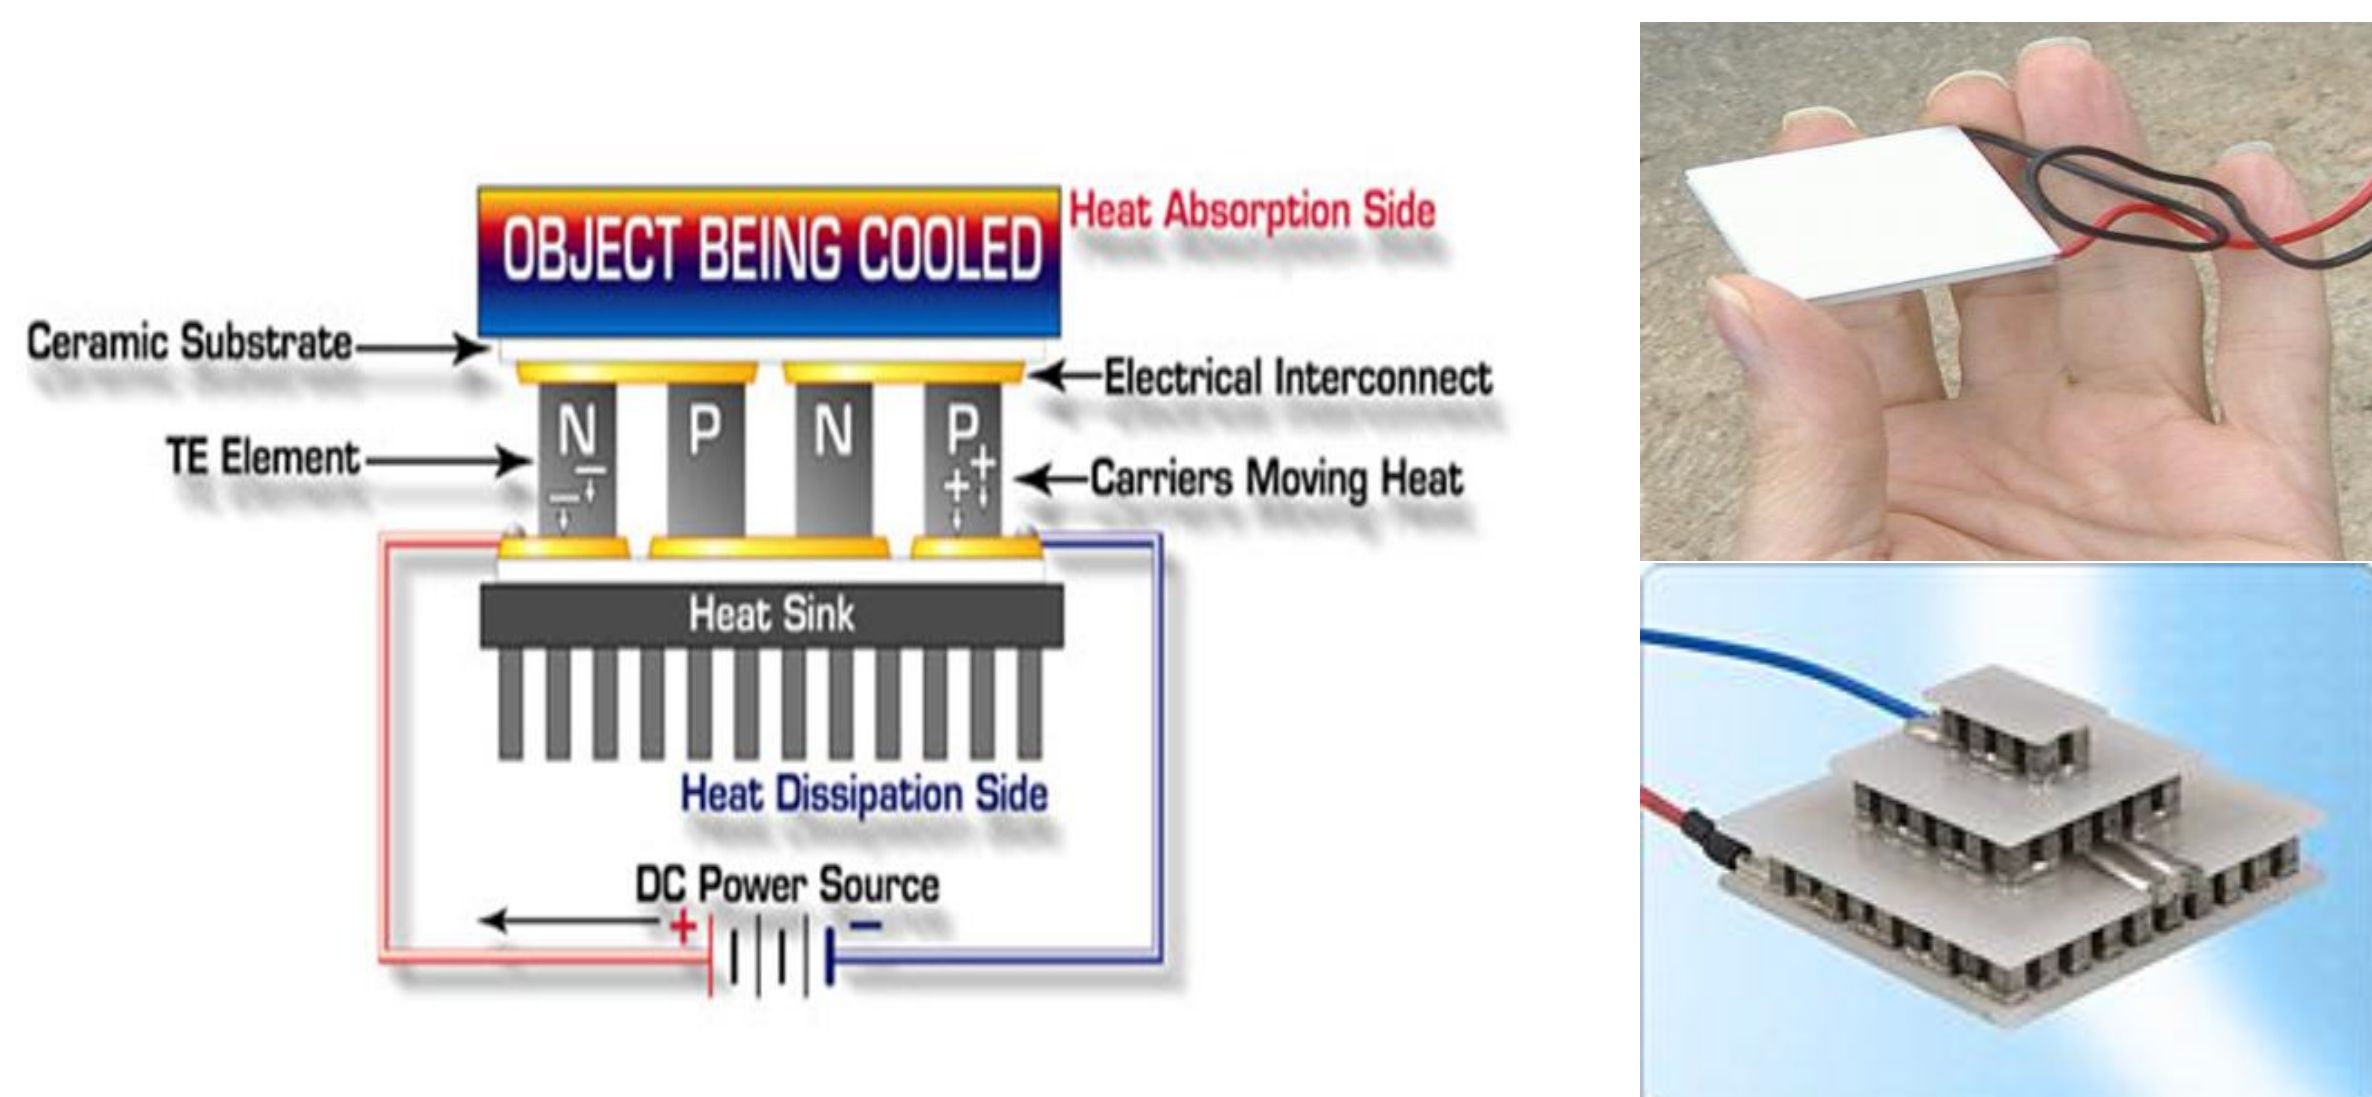 OBJECT BEING COOLED
Heat Absorption Side
Ceramic Substrate
Electrical Interconnect
N P N P
TE Element
Carriers Moving Heat
Heat Sink
Heat Dissipation Side
DC Power Source
+ −